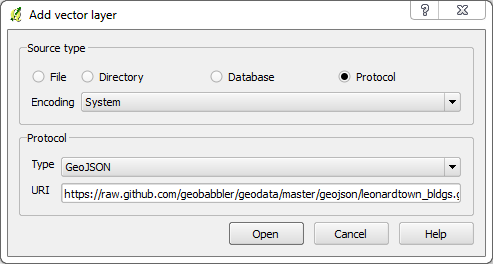 Add vector layer
Source type
File Directory Database Protocol
Encoding System
Protocol
Type GeoJSON
URI https://raw.github.com/geobabbler/geodata/master/geojson/leonardtown_bldgs.g
Open Cancel Help